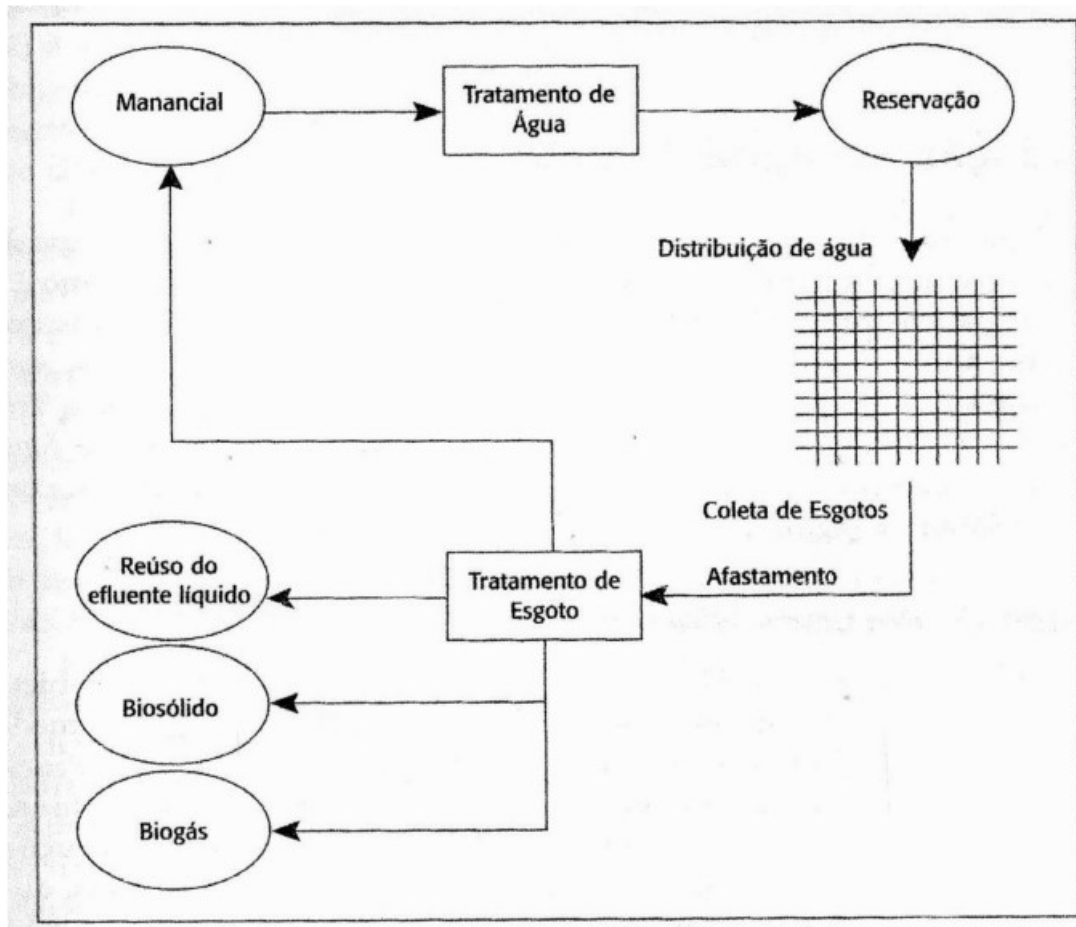 Manancial
Tratamento de
Água
Reservação
Distribuição de água
Coleta de Esgotos
Afastamento
Tratamento de
Esgoto
Reúso do
efluente líquido
Biosólido
Biogás